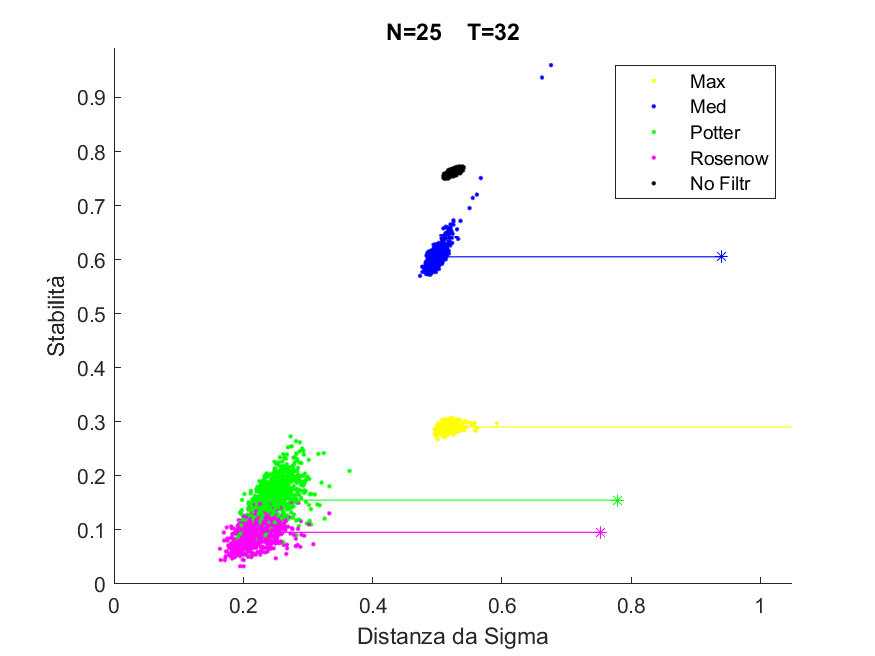 N=25 T=32
Max
Med
Potter
Rosenow
No Filtr
Stabilità
0.9
0.8
0.7
0.6
0.5
0.4
0.3
0.2
0.1
0
0 0.2 0.4 0.6 0.8 1
Distanza da Sigma